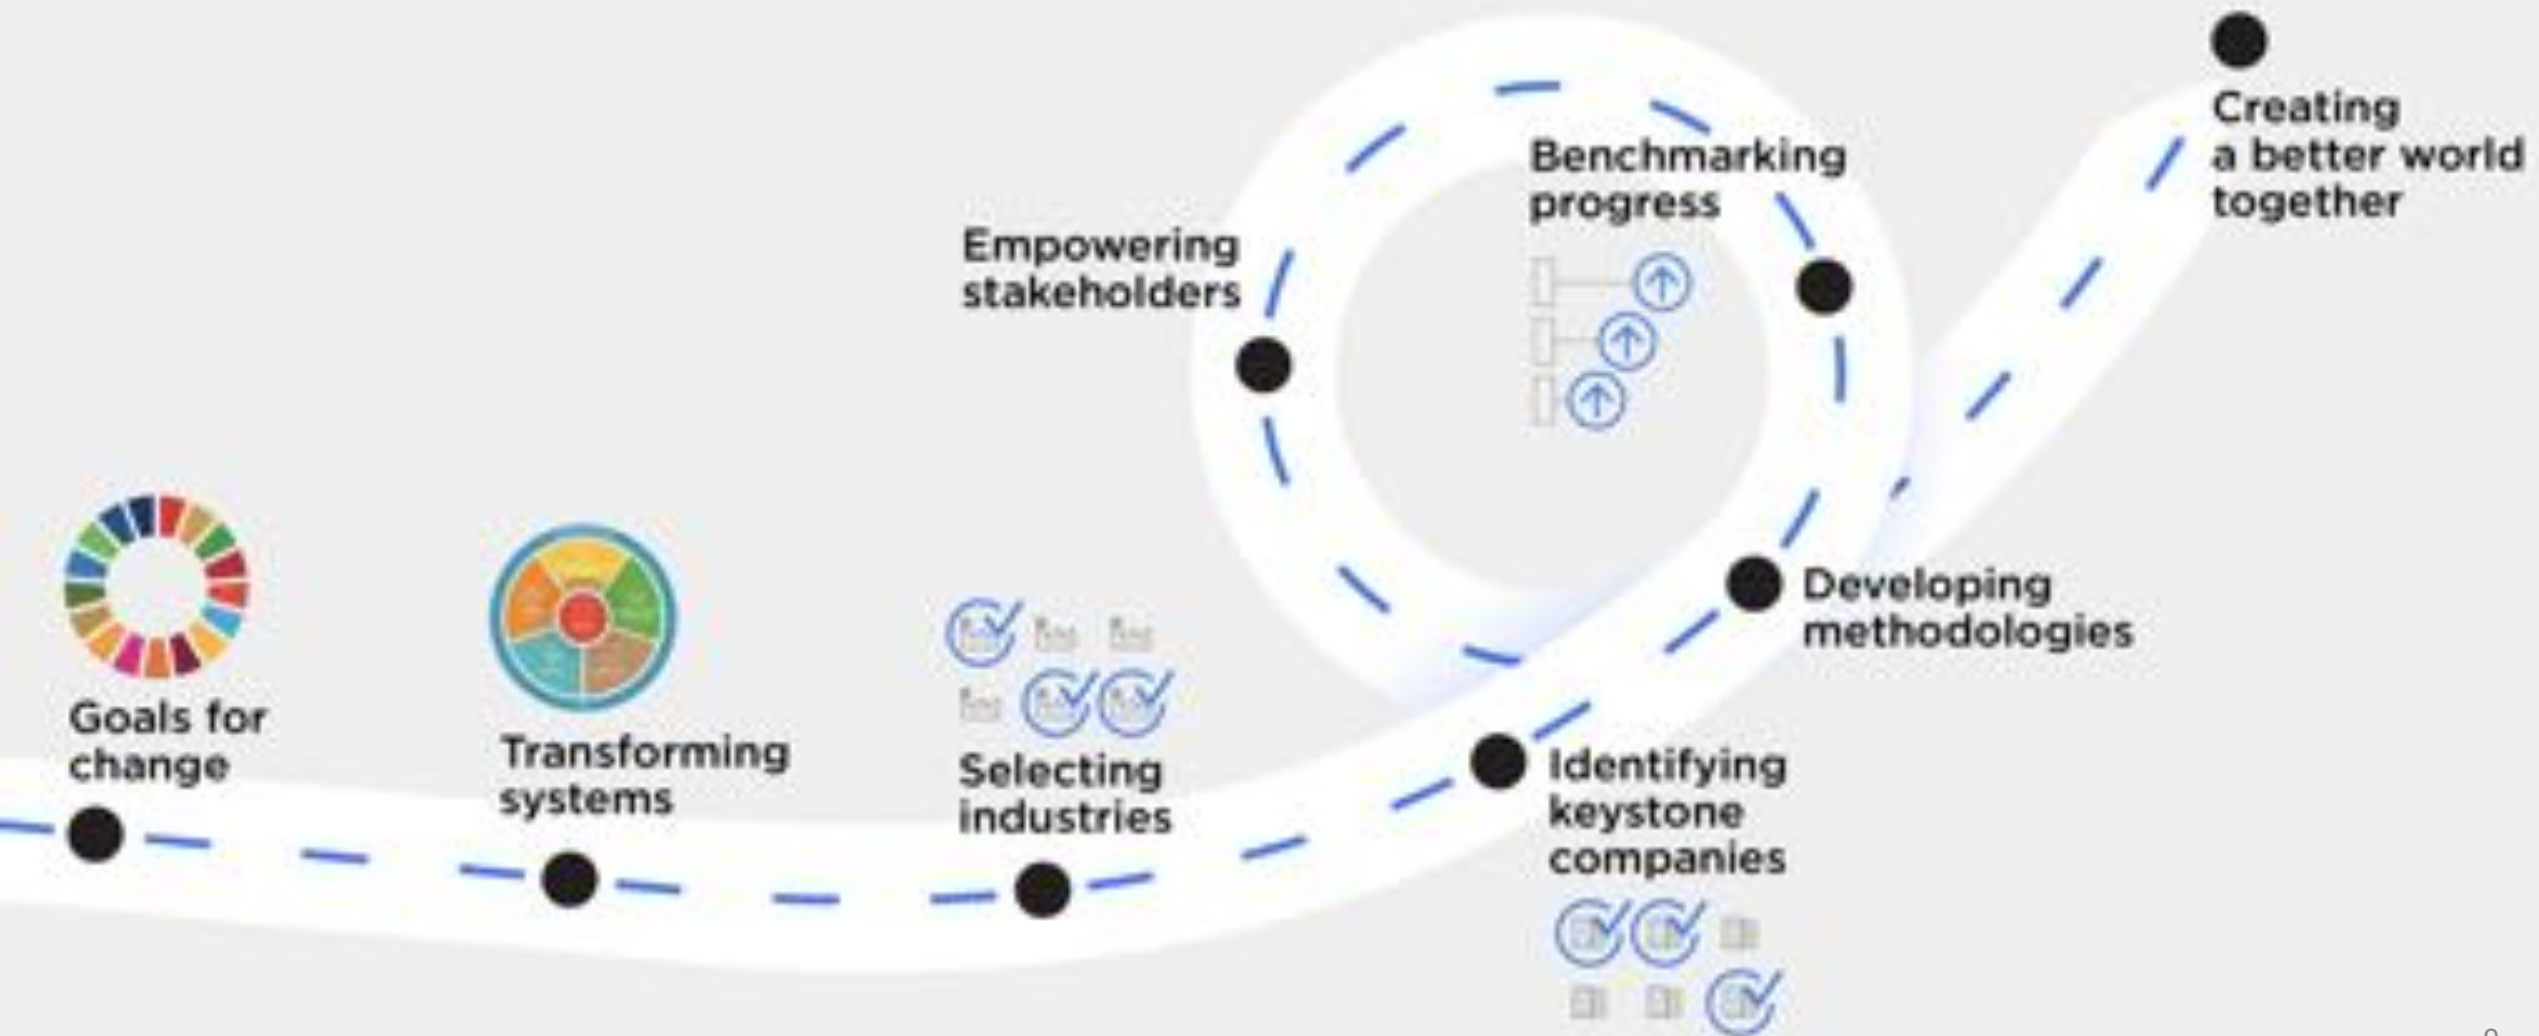 Goals for
change
Transforming
systems
Selecting
industries
Identifying
keystone
companies
Developing
methodologies
Benchmarking
progress
Empowering
stakeholders
Creating
a better world
together